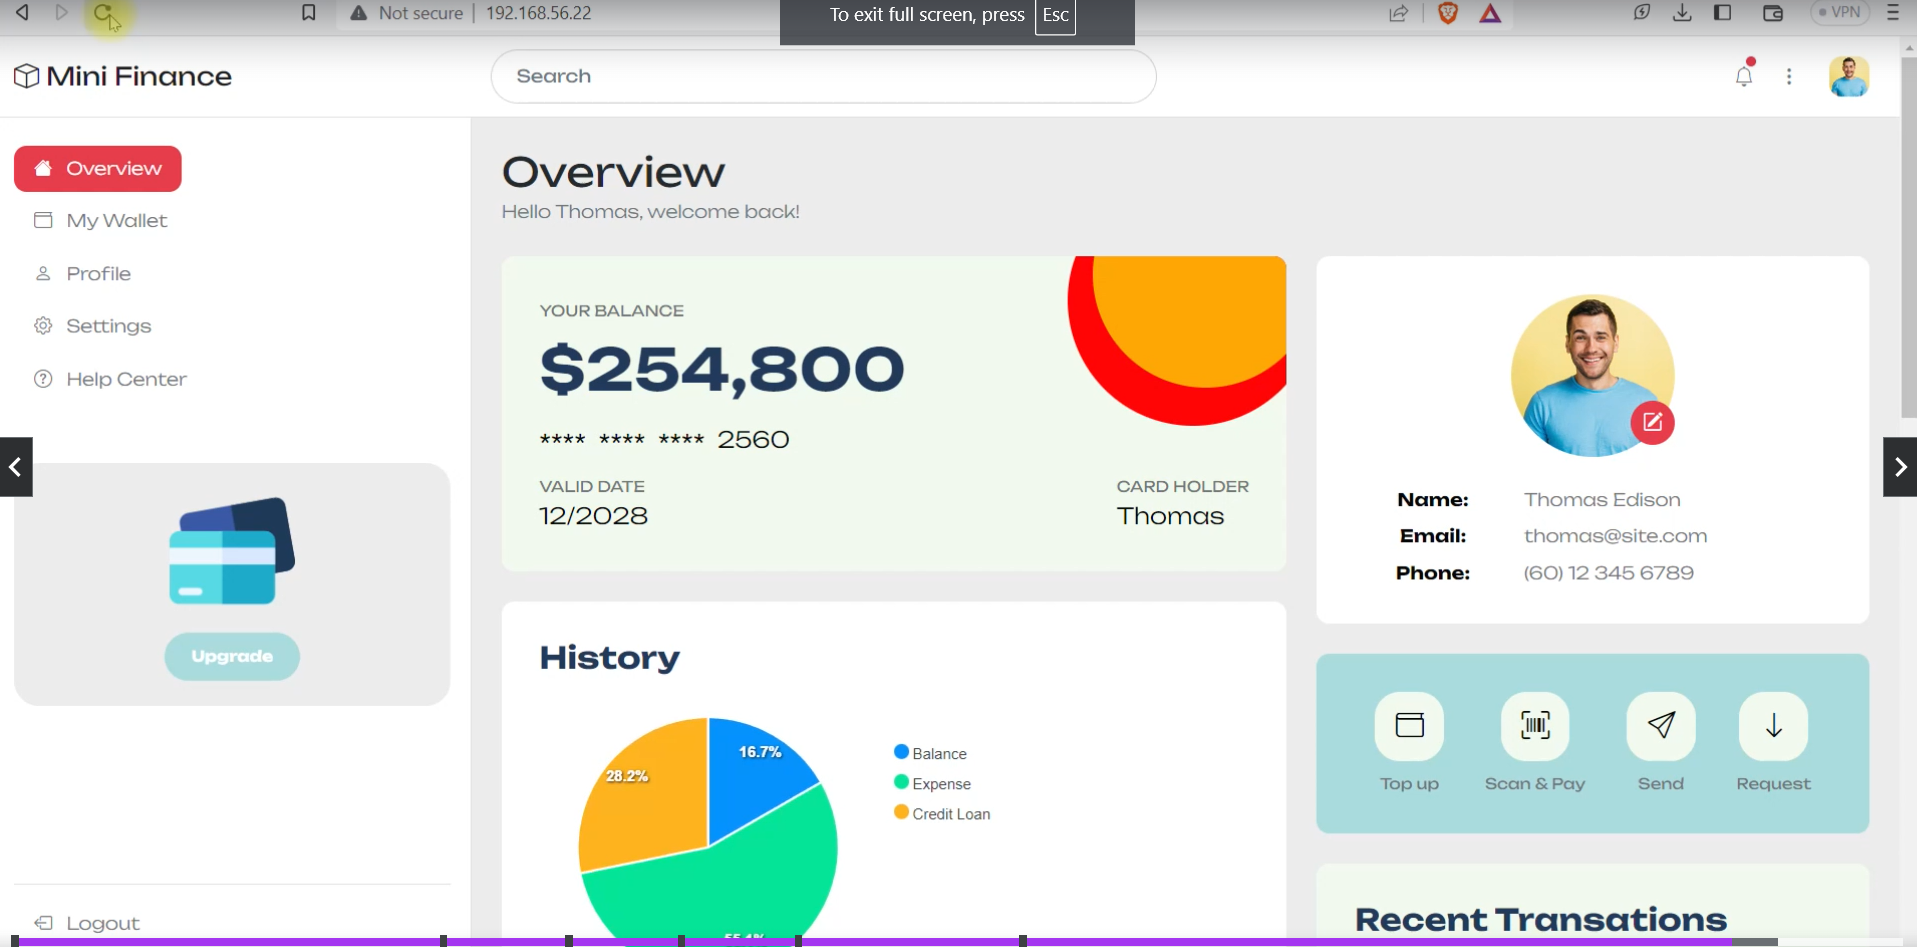 Not secure 192.168.56.22
To exit full screen, press Esc
VPN
Mini Finance
Search
Overview
My Wallet
Profile
Settings
Help Center
Upgrade
Logout
Overview
Hello Thomas, welcome back!
YOUR BALANCE
$254,800
**** **** **** 2560
VALID DATE
12/2028
CARD HOLDER
Thomas
History
16.7%
28.2%
Balance
Expense
Credit Loan
Name: Thomas Edison
Email: thomas@site.com
Phone: (60) 12 345 6789
Top up
Scan & Pay
Send
Request
Recent Transations